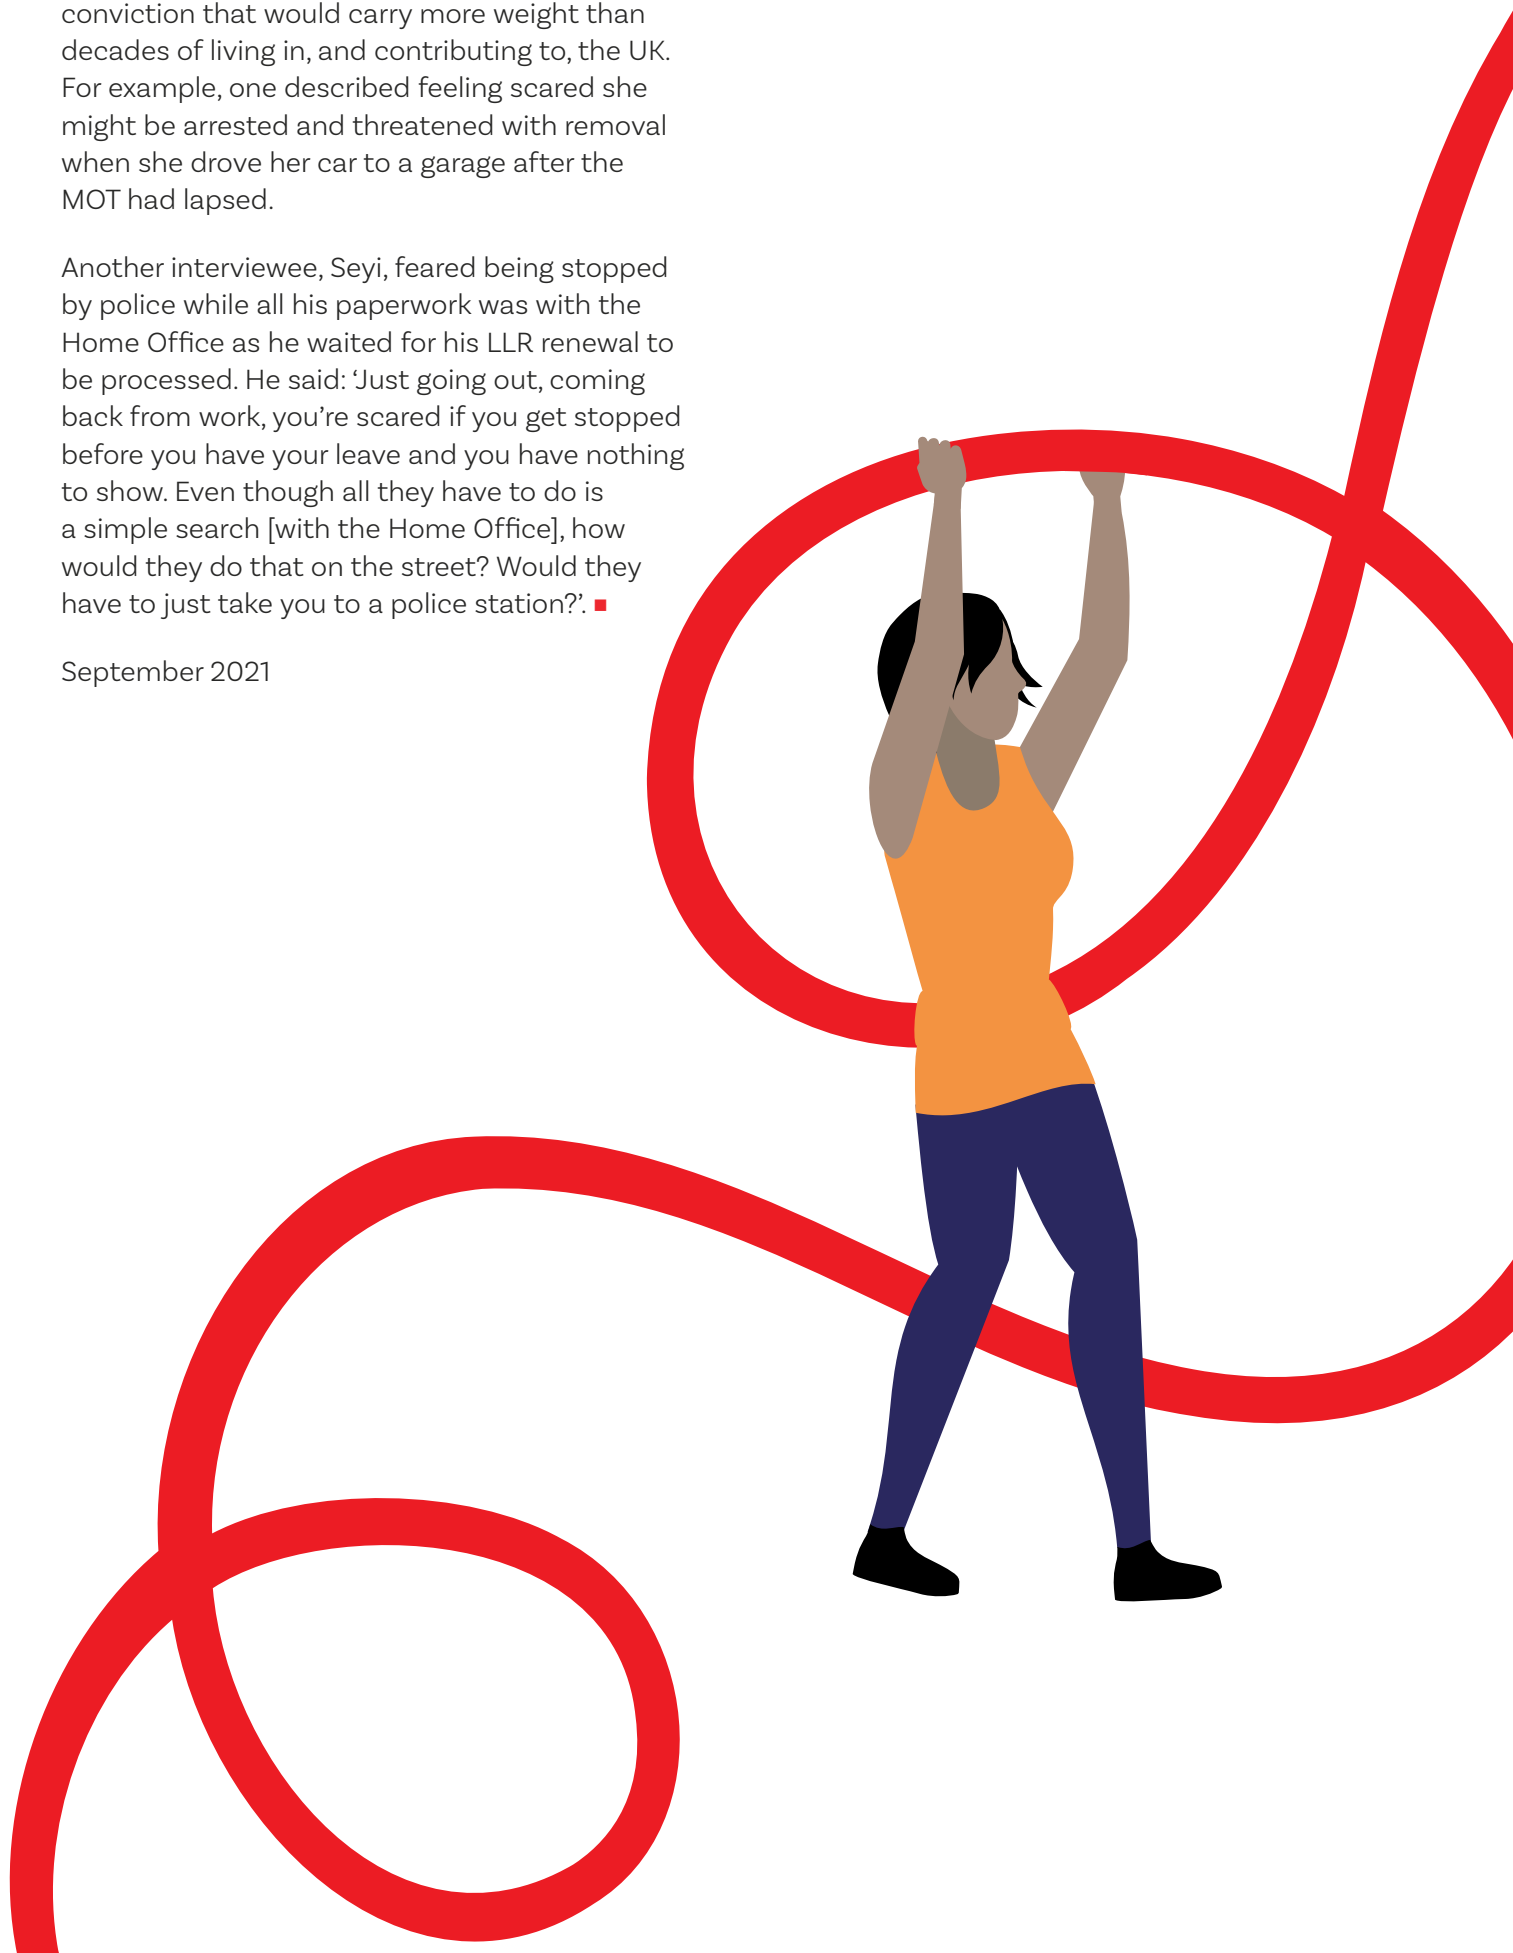 conviction that would carry more weight than
decades of living in, and contributing to, the UK.
For example, one described feeling scared she
might be arrested and threatened with removal
when she drove her car to a garage after the
MOT had lapsed.
Another interviewee, Seyi, feared being stopped
by police while all his paperwork was with the
Home Office as he waited for his LLR renewal to
be processed. He said: ‘Just going out, coming
back from work, you’re scared if you get stopped
before you have your leave and you have nothing
to show. Even though all they have to do is
a simple search [with the Home Office], how
would they do that on the street? Would they
have to just take you to a police station?’. ■
September 2021